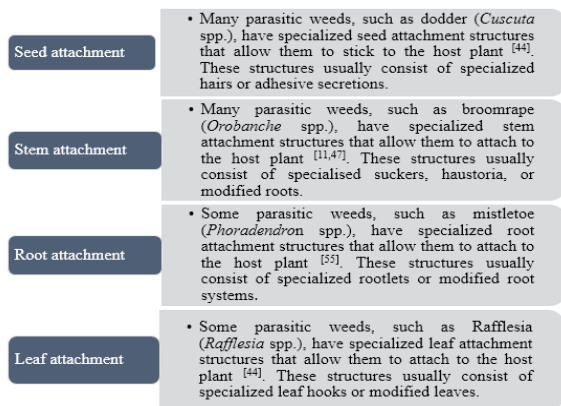 Seed attachment
• Many parasitic weeds, such as dodder (Cuscuta
spp.), have specialized seed attachment structures
that allow them to stick to the host plant [44].
These structures usually consist of specialized
hairs or adhesive secretions.
Stem attachment
• Many parasitic weeds, such as broomrape
(Orobanche spp.), have specialized stem
attachment structures that allow them to attach to
the host plant [11,47]. These structures usually
consist of specialised suckers, haustoria, or
modified roots.
Root attachment
• Some parasitic weeds, such as mistletoe
(Phoradendron spp.), have specialized root
attachment structures that allow them to attach to
the host plant [55]. These structures usually
consist of specialized rootlets or modified root
systems.
Leaf attachment
• Some parasitic weeds, such as Rafflesia
(Rafflesia spp.), have specialized leaf attachment
structures that allow them to attach to the host
plant [44]. These structures usually consist of
specialized leaf hooks or modified leaves.